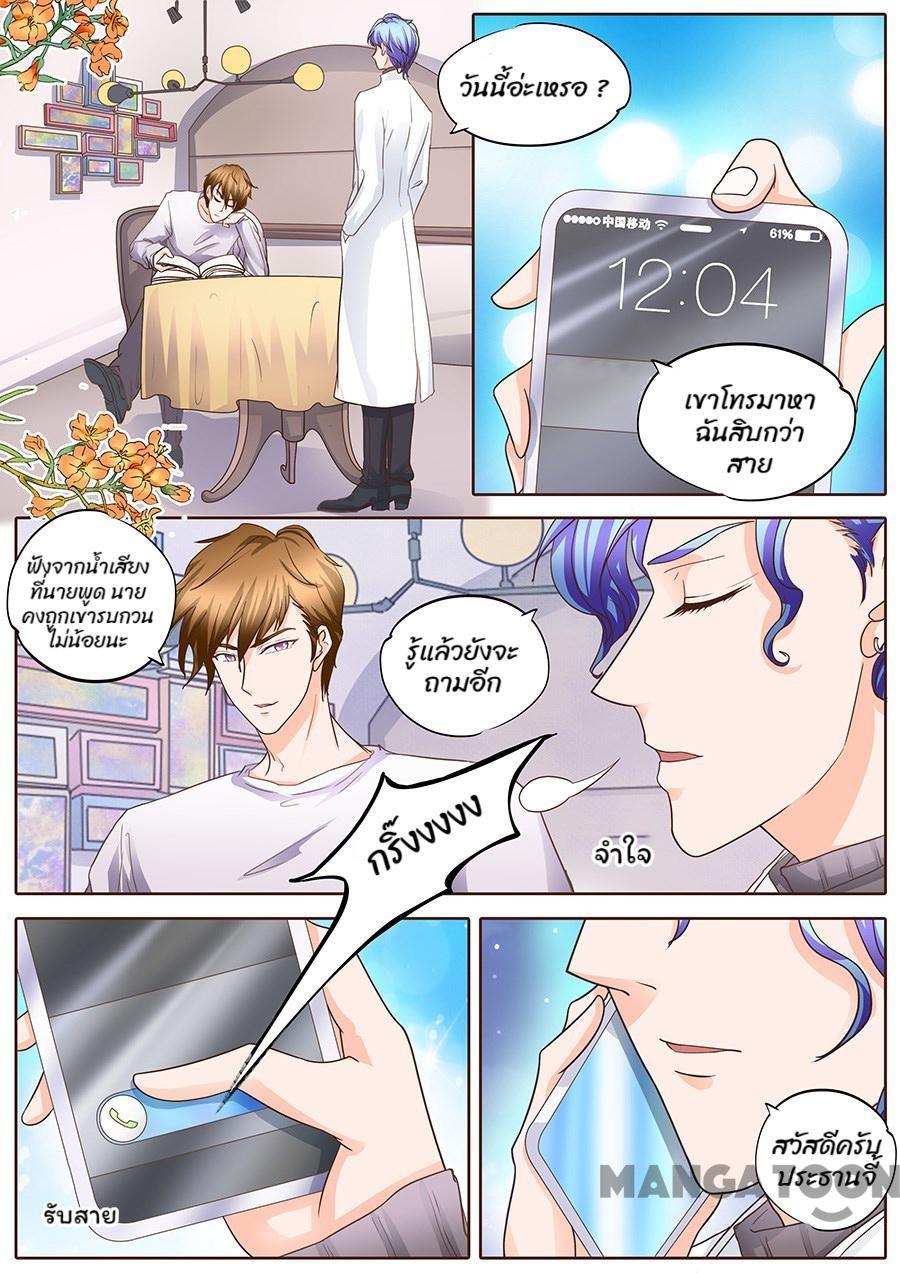 วันนี้อ่ะเหรอ ?
●●●●○ 中国移动
61%
12:04
เขาโทรมาหา
ฉันสิบกว่า
สาย
ฟังจากน้ำเสียง
ที่นายพูด นาย
คงถูกเขารบกวน
ไม่น้อยนะ
รู้แล้วยังจะ
ถามอีก
กริ๊งงงงง
จำใจ
รับสาย
สวัสดีครับ
ประธานจี้
MANGATOON